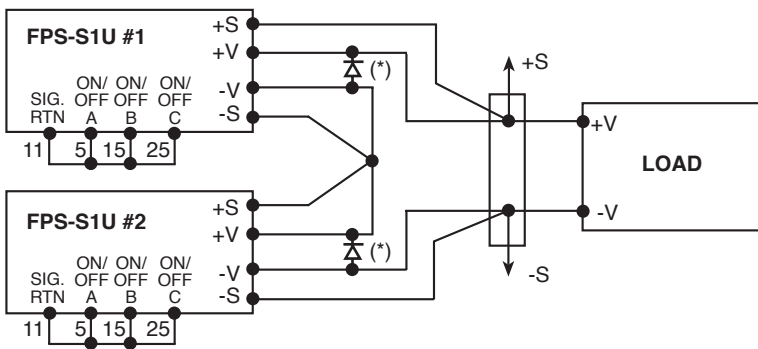 FPS-S1U #1
+S
+V
-V
-S
SIG.
RTN
ON/
OFF
A
ON/
OFF
B
ON/
OFF
C
11
5
15
25
(*)
+S
+V
LOAD
-V
-S
FPS-S1U #2
+S
+V
-V
-S
SIG.
RTN
ON/
OFF
A
ON/
OFF
B
ON/
OFF
C
11
5
15
25
(*)